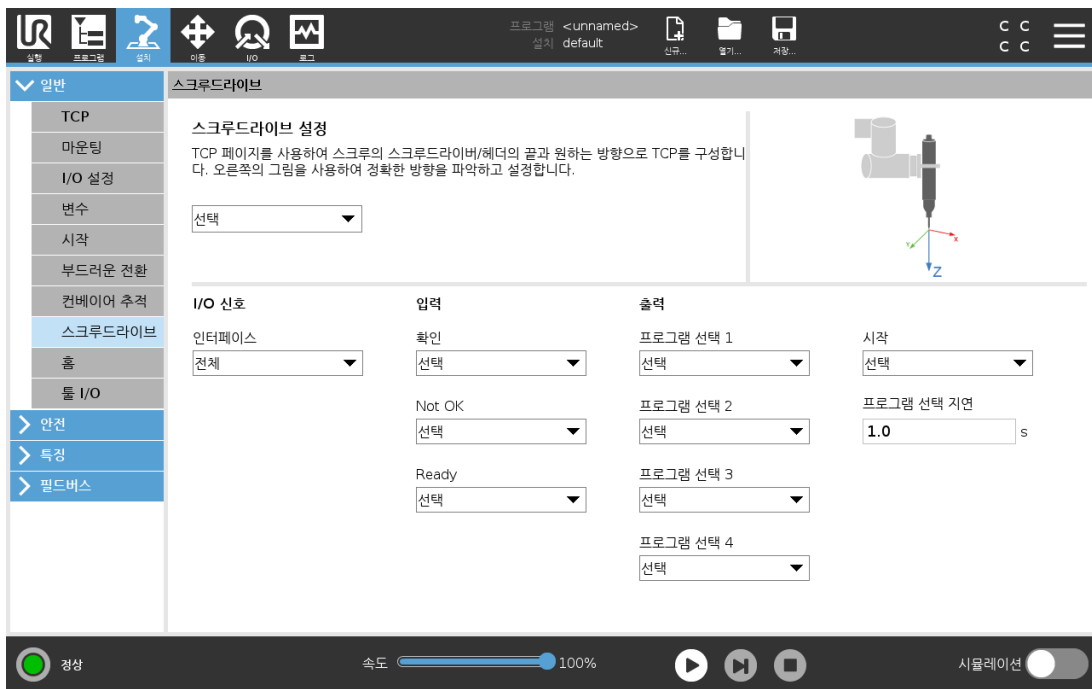 실행
프로그램
설치
이동
I/O
로그
프로그램 <unnamed>
설치 default
신규...
열기...
저장...
C C
C C
일반
TCP
마운팅
I/O 설정
변수
시작
부드러운 전환
컨베이어 추적
스크루드라이브
홈
툴 I/O
안전
특징
필드버스
스크루드라이브
스크루드라이브 설정
TCP 페이지를 사용하여 스크루의 스크루드라이버/헤더의 끝과 원하는 방향으로 TCP를 구성합니
다. 오른쪽의 그림을 사용하여 정확한 방향을 파악하고 설정합니다.
선택
Y
X
Z
I/O 신호
인터페이스
전체
입력
확인
선택
Not OK
선택
Ready
선택
출력
프로그램 선택 1
선택
프로그램 선택 2
선택
프로그램 선택 3
선택
프로그램 선택 4
선택
시작
선택
프로그램 선택 지연
1.0 s
정상
속도 100%
시뮬레이션